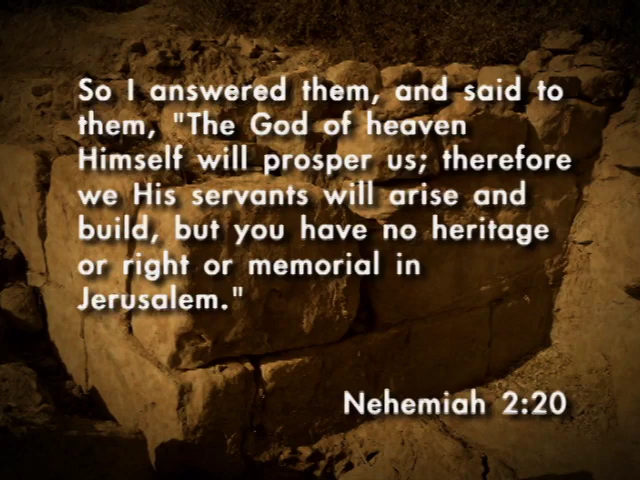 So I answered them, and said to
them, "The God of heaven
Himself will prosper us; therefore
we His servants will arise and
build, but you have no heritage
or right or memorial in
Jerusalem."
Nehemiah 2:20